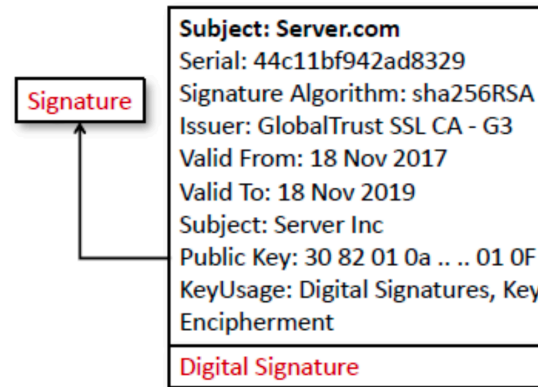 Signature
Subject: Server.com
Serial: 44c11bf942ad8329
Signature Algorithm: sha256RSA
Issuer: GlobalTrust SSL CA - G3
Valid From: 18 Nov 2017
Valid To: 18 Nov 2019
Subject: Server Inc
Public Key: 30 82 01 0a .. .. 01 0F
KeyUsage: Digital Signatures, Key
Encipherment
Digital Signature